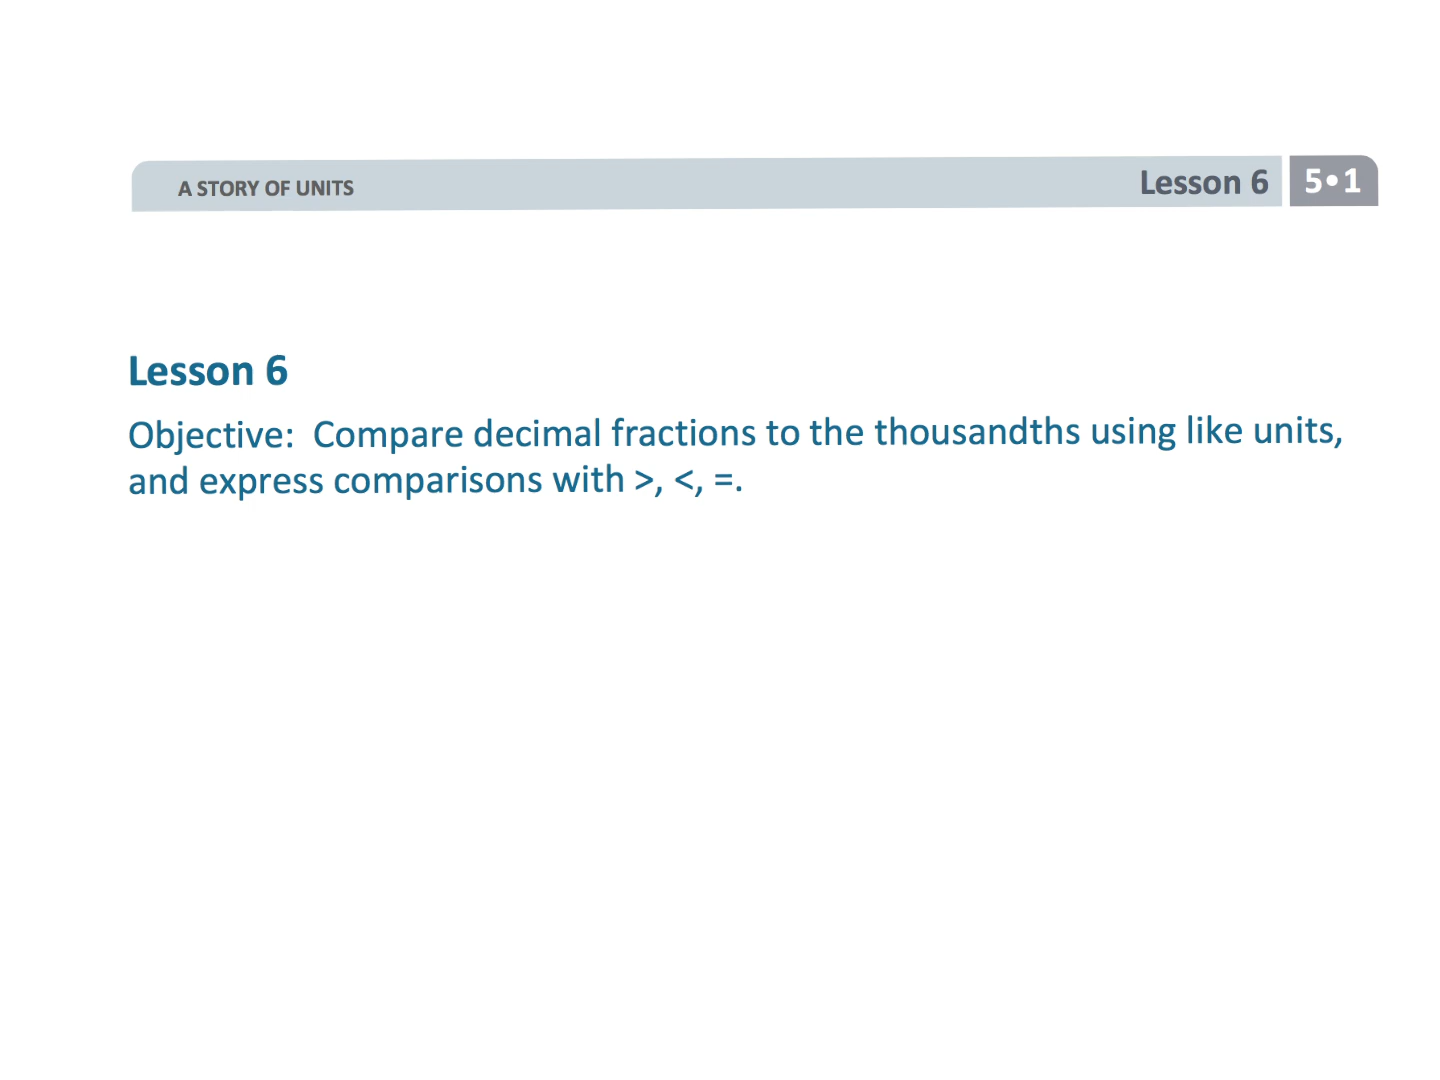 A STORY OF UNITS
Lesson 6 5•1
Lesson 6
Objective: Compare decimal fractions to the thousandths using like units,
and express comparisons with >, <, =.